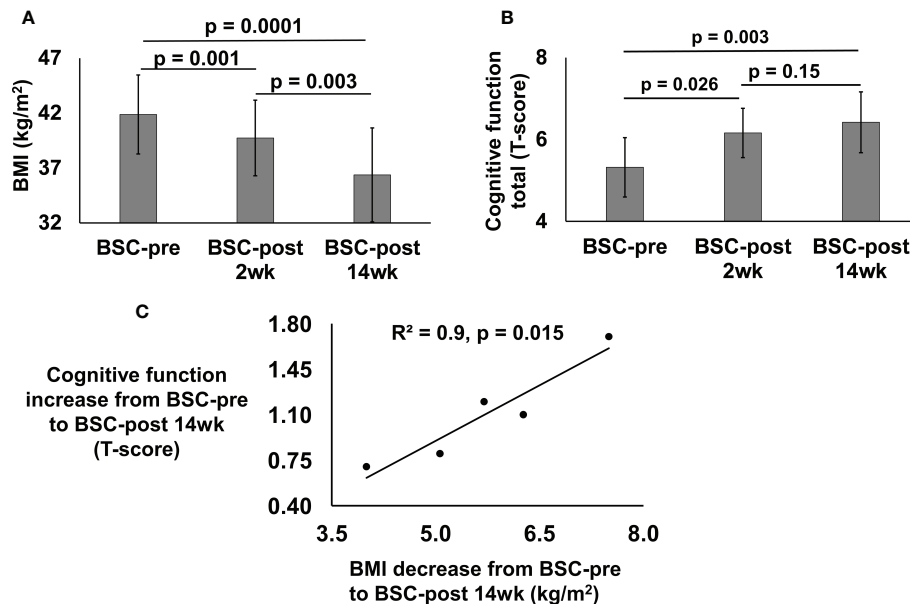 A
p = 0.0001
p = 0.001
p = 0.003
BMI (kg/m²)
47
42
37
32
BSC-pre
BSC-post
2wk
BSC-post
14wk
B
p = 0.003
p = 0.15
p = 0.026
Cognitive function
total (T-score)
8
6
4
BSC-pre
BSC-post
2wk
BSC-post
14wk
C
R² = 0.9, p = 0.015
Cognitive function
increase from BSC-pre
to BSC-post 14wk
(T-score)
1.80
1.45
1.10
0.75
0.40
3.5
5.0
6.5
8.0
BMI decrease from BSC-pre
to BSC-post 14wk (kg/m²)